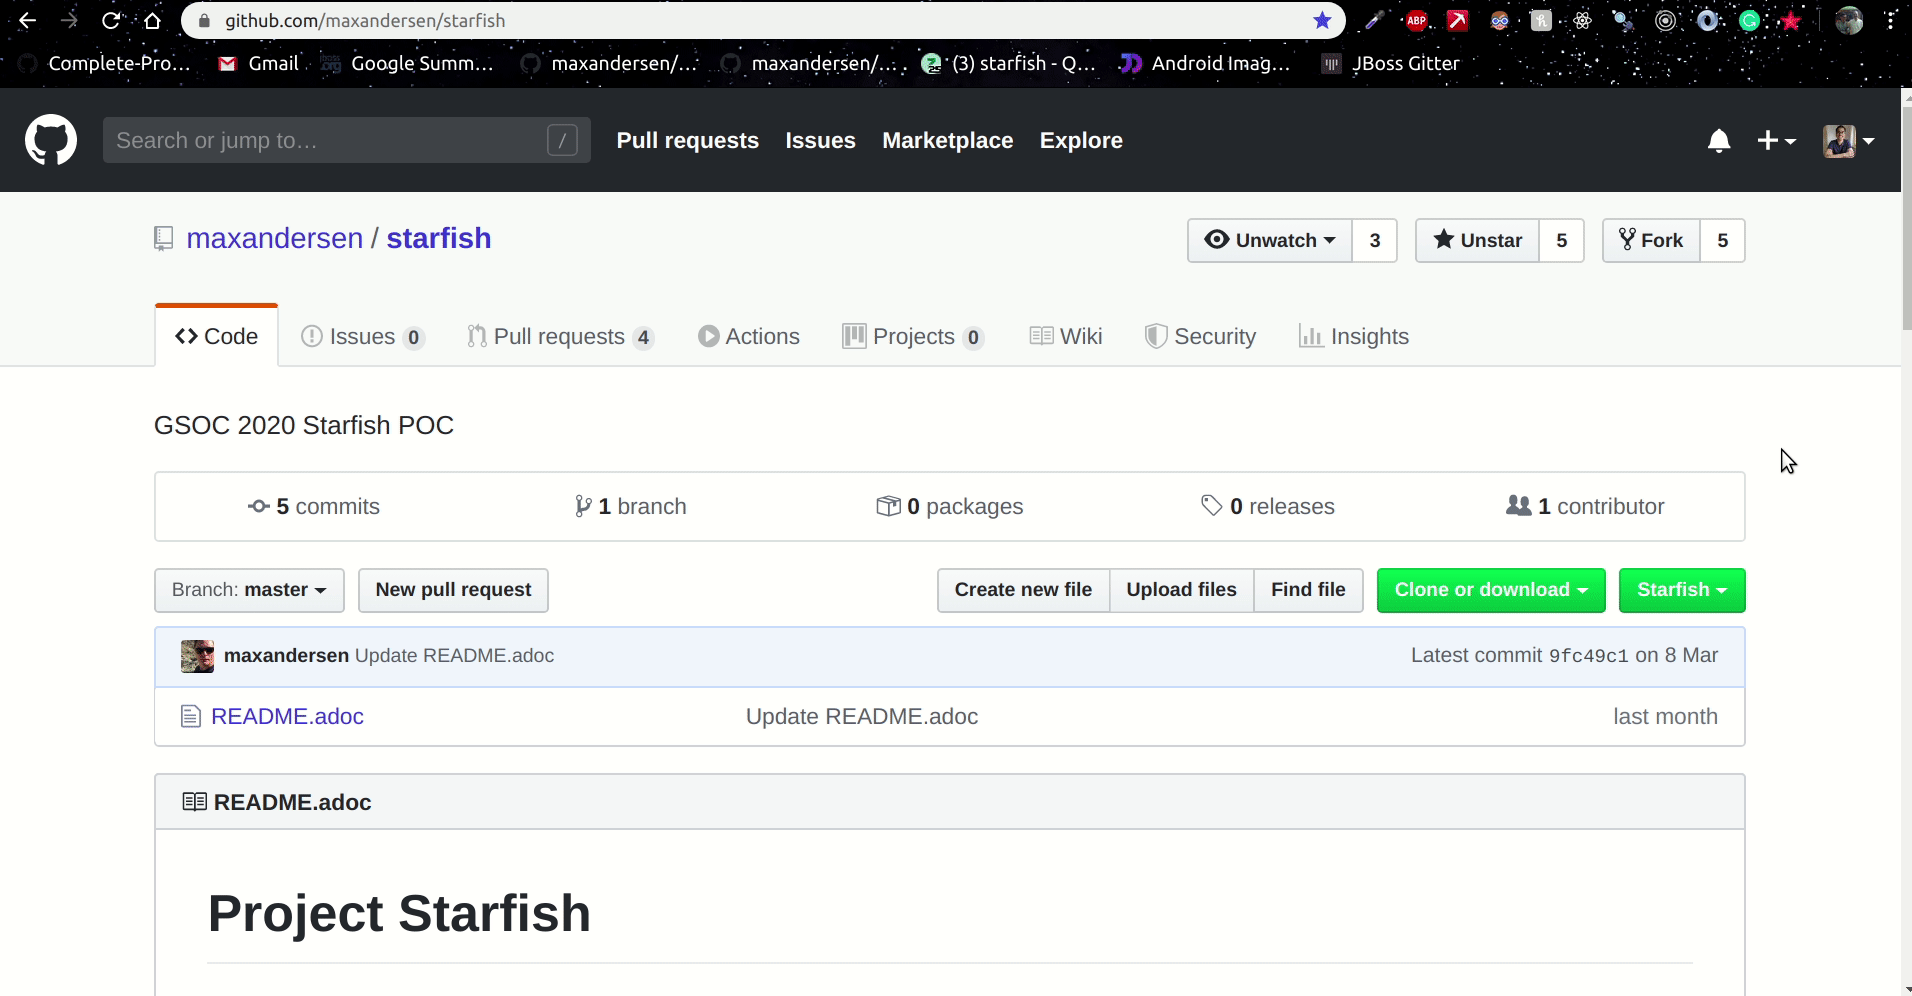 github.com/maxandersen/starfish
ABP
Complete-Pro... Gmail Google Summ... maxandersen/... maxandersen/... (3) starfish - Q... Android Imag... JBoss Gitter
Search or jump to… / Pull requests Issues Marketplace Explore
maxandersen / starfish Unwatch 3 Unstar 5 Fork 5
Code Issues 0 Pull requests 4 Actions Projects 0 Wiki Security Insights
GSOC 2020 Starfish POC
5 commits 1 branch 0 packages 0 releases 1 contributor
Branch: master New pull request Create new file Upload files Find file Clone or download Starfish
maxandersen Update README.adoc Latest commit 9fc49c1 on 8 Mar
README.adoc Update README.adoc last month
README.adoc
Project Starfish